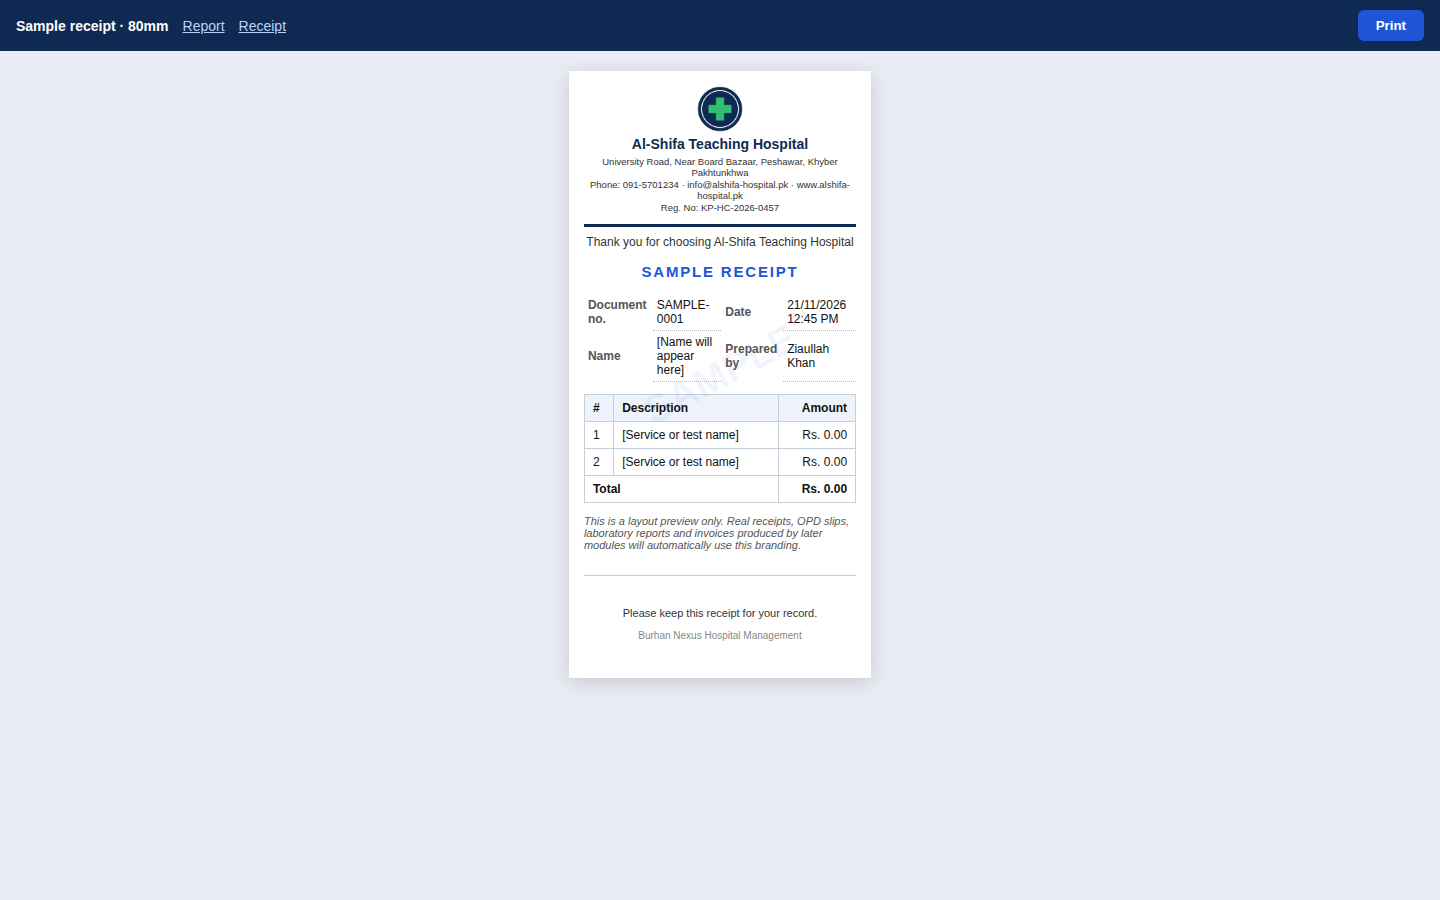 Sample receipt · 80mm Report Receipt Print
Al-Shifa Teaching Hospital
University Road, Near Board Bazaar, Peshawar, Khyber
Pakhtunkhwa
Phone: 091-5701234 · info@alshifa-hospital.pk · www.alshifa-
hospital.pk
Reg. No: KP-HC-2026-0457
Thank you for choosing Al-Shifa Teaching Hospital
SAMPLE RECEIPT
Document no. SAMPLE-0001 Date 21/11/2026 12:45 PM
Name [Name will appear here] Prepared by Ziaullah Khan
SAMPLE
# Description Amount
1 [Service or test name] Rs. 0.00
2 [Service or test name] Rs. 0.00
Total Rs. 0.00
This is a layout preview only. Real receipts, OPD slips,
laboratory reports and invoices produced by later
modules will automatically use this branding.
Please keep this receipt for your record.
Burhan Nexus Hospital Management